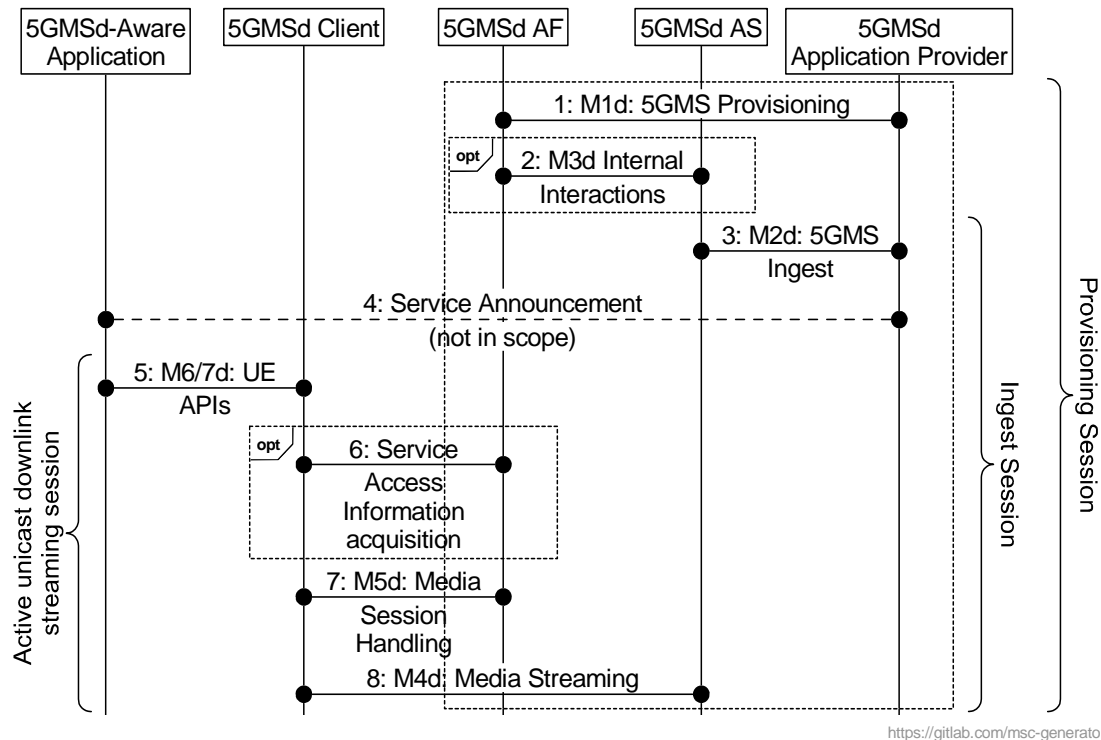 5GMSd-Aware
Application
5GMSd Client
5GMSd AF
5GMSd AS
5GMSd
Application Provider
1: M1d: 5GMS Provisioning
opt
2: M3d Internal
Interactions
3: M2d: 5GMS
Ingest
4: Service Announcement
(not in scope)
5: M6/7d: UE
APIs
opt
6: Service
Access
Information
acquisition
7: M5d: Media
Session
Handling
8: M4d: Media Streaming
Active unicast downlink
streaming session
Ingest Session
Provisioning Session
https://gitlab.com/msc-generato